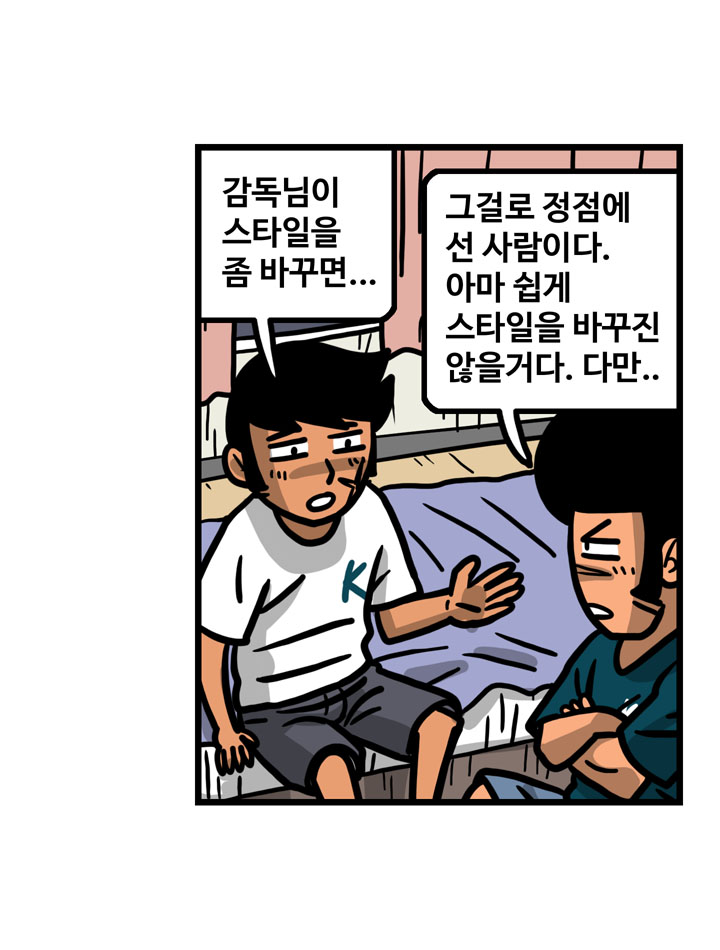 감독님이
스타일을
좀 바꾸면...
그걸로 정점에
선 사람이다.
아마 쉽게
스타일을 바꾸진
않을거다. 다만..
K